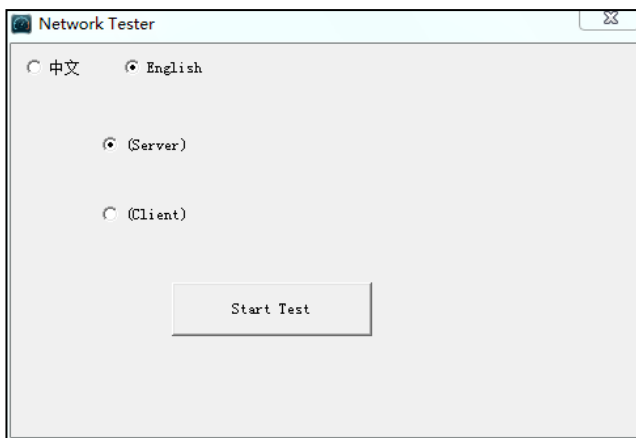 Network Tester
中文 English
(Server)
(Client)
Start Test